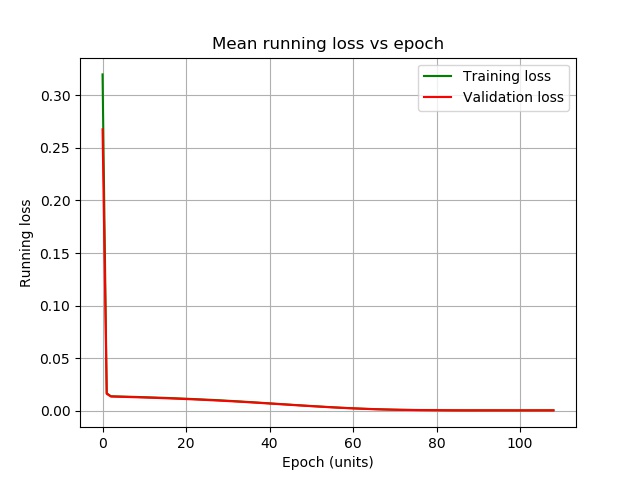 Mean running loss vs epoch
Training loss
Validation loss
0.30
0.25
0.20
0.15
0.10
0.05
0.00
Running loss
0 20 40 60 80 100
Epoch (units)